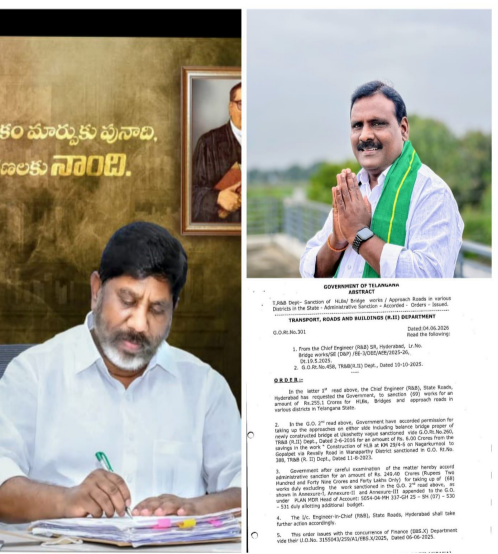 కం మార్పుకు పునాది.
ణలకు నాంది.
GOVERNMENT OF TELANGANA
ABSTRACT
T,R&B Dept- Sanction of HLBs/ Bridge works / Approach Roads in various
Districts in the State - Administrative Sanction – Accorded - Orders – Issued.
TRANSPORT, ROADS AND BUILDINGS (R.II) DEPARTMENT
G.O.Rt.No.301
Dated:04.06.2026
Read the following:
1. From the Chief Engineer (R&B) SR, Hyderabad, Lr.No.
Bridge works/SE (D&P) /EE-3/DEE/AEE/2025-26,
Dt.19.5.2025.
2. G.O.Rt.No.458, TR&B(R.II) Dept., Dated 10-10-2025.
ORDER:-
In the letter 1st read above, the Chief Engineer (R&B), State Roads,
Hyderabad has requested the Government, to sanction (69) works for an
amount of Rs.255.1 Crores for HLBs, Bridges and approach roads in
various districts in Telangana State.
2. In the G.O. 2nd read above, Government have accorded permission for
taking up the approaches on either side including balance bridge proper of
newly constructed bridge at Ukachetty vague sanctioned vide G.O.Rt.No.260,
TR&B (R.II) Dept., Dated 2-6-2016 for an amount of Rs. 6.00 Crores from the
savings in the work " Construction of HLB at KM 29/4-6 on Nagarkurnool to
Gopalpet via Revally Road in Wanaparthy District sanctioned in G.O. Rt.No.
388, TR&B (R. II) Dept., Dated 11-8-2023.
3. Government after careful examination of the matter hereby accord
administrative sanction for an amount of Rs. 249.40 Crores (Rupees Two
Hundred and Forty Nine Crores and Forty Lakhs Only) for taking up of (68)
works duly excluding the work sanctioned in the G.O. 2nd read above, as
shown in Annexure-I, Annexure-II and Annexure-III appended to the G.O.
under PLAN MDR Head of Account: 5054-04-MH 337-GH 25 – SH (07) – 530
– 531 duly allotting additional budget.
4. The I/c. Engineer-in-Chief (R&B), State Roads, Hyderabad shall take
further action accordingly.
5. This order issues with the concurrence of Finance (EBS.X) Department
vide their U.O.No. /EBS.X/2025, Dated 06-06-2025.